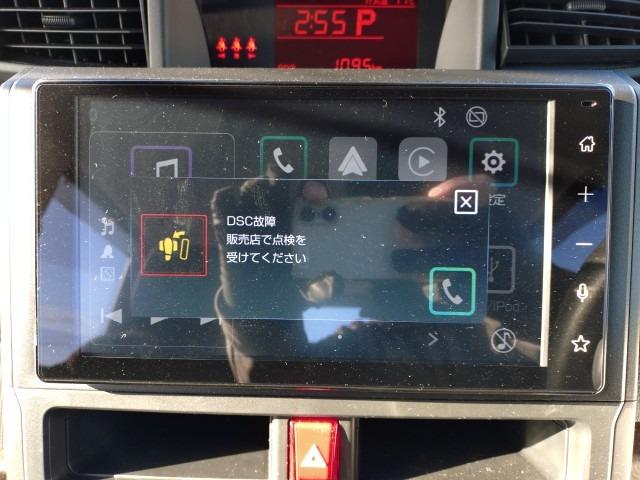 2:55 P
1095km
DSC故障
販売店で点検を
受けてください